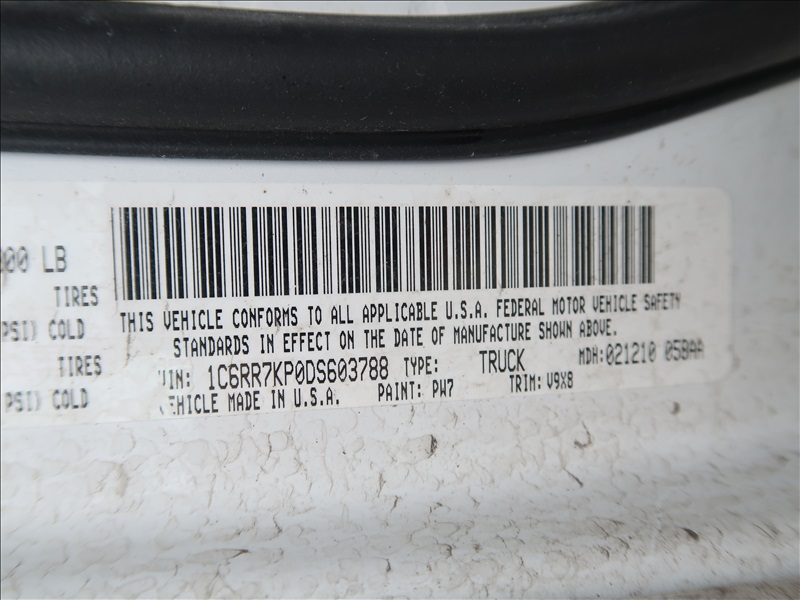 00 LB
TIRES
PSI) COLD
TIRES
PSI) COLD
THIS VEHICLE CONFORMS TO ALL APPLICABLE U.S.A. FEDERAL MOTOR VEHICLE SAFETY
STANDARDS IN EFFECT ON THE DATE OF MANUFACTURE SHOWN ABOVE.
VIN: 1C6RR7KP0DS603788 TYPE: TRUCK MDH: 021210 058AA
VEHICLE MADE IN U.S.A. PAINT: PW7 TRIM: V9X8